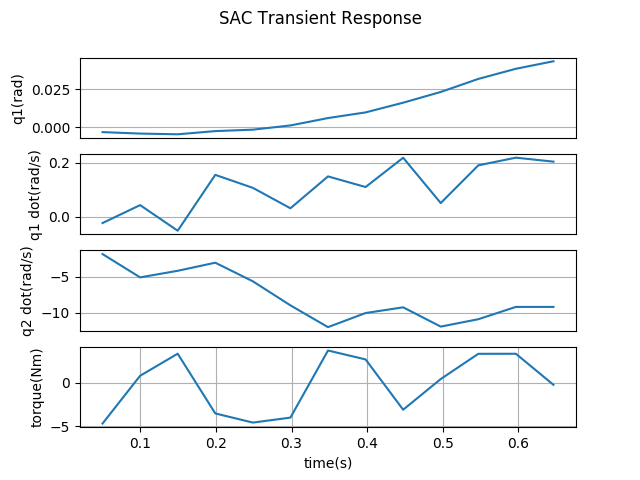 SAC Transient Response
q1(rad)
0.025
0.000
q1 dot(rad/s)
0.2
0.0
q2 dot(rad/s)
−5
−10
torque(Nm)
0
−5
0.1 0.2 0.3 0.4 0.5 0.6
time(s)